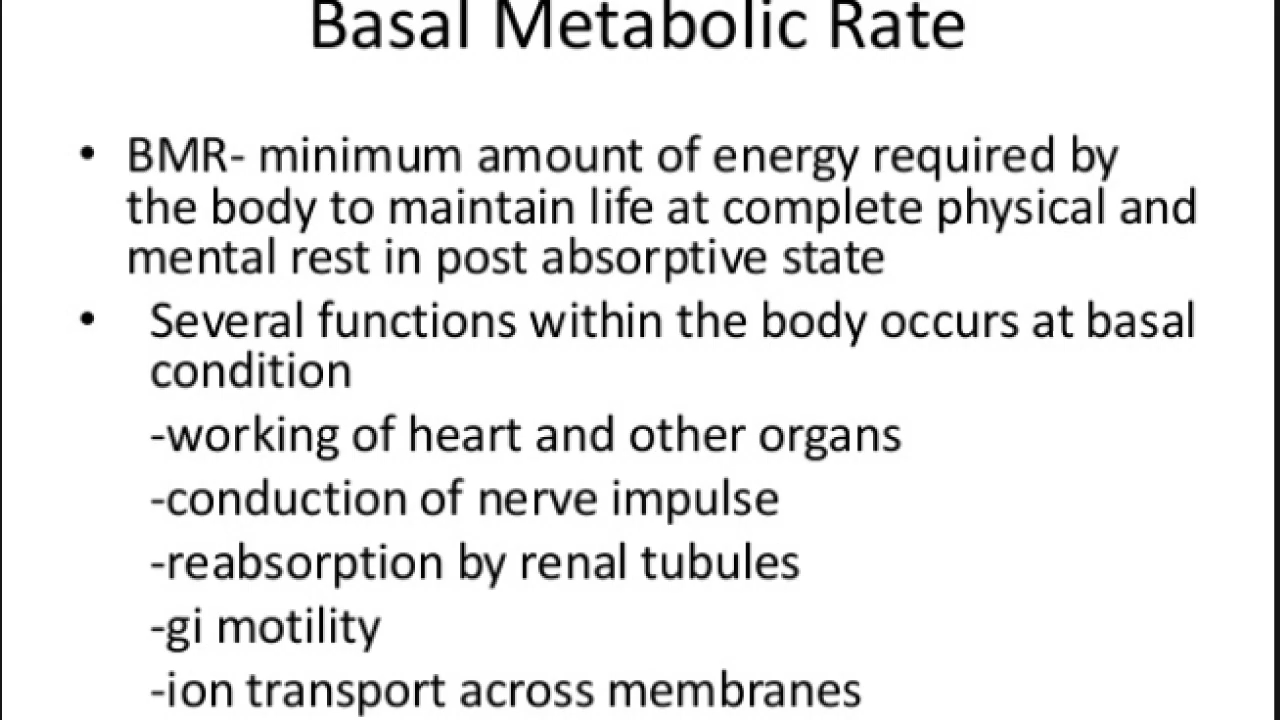 Basal Metabolic Rate
• BMR- minimum amount of energy required by
the body to maintain life at complete physical and
mental rest in post absorptive state
• Several functions within the body occurs at basal
condition
-working of heart and other organs
-conduction of nerve impulse
-reabsorption by renal tubules
-gi motility
-ion transport across membranes